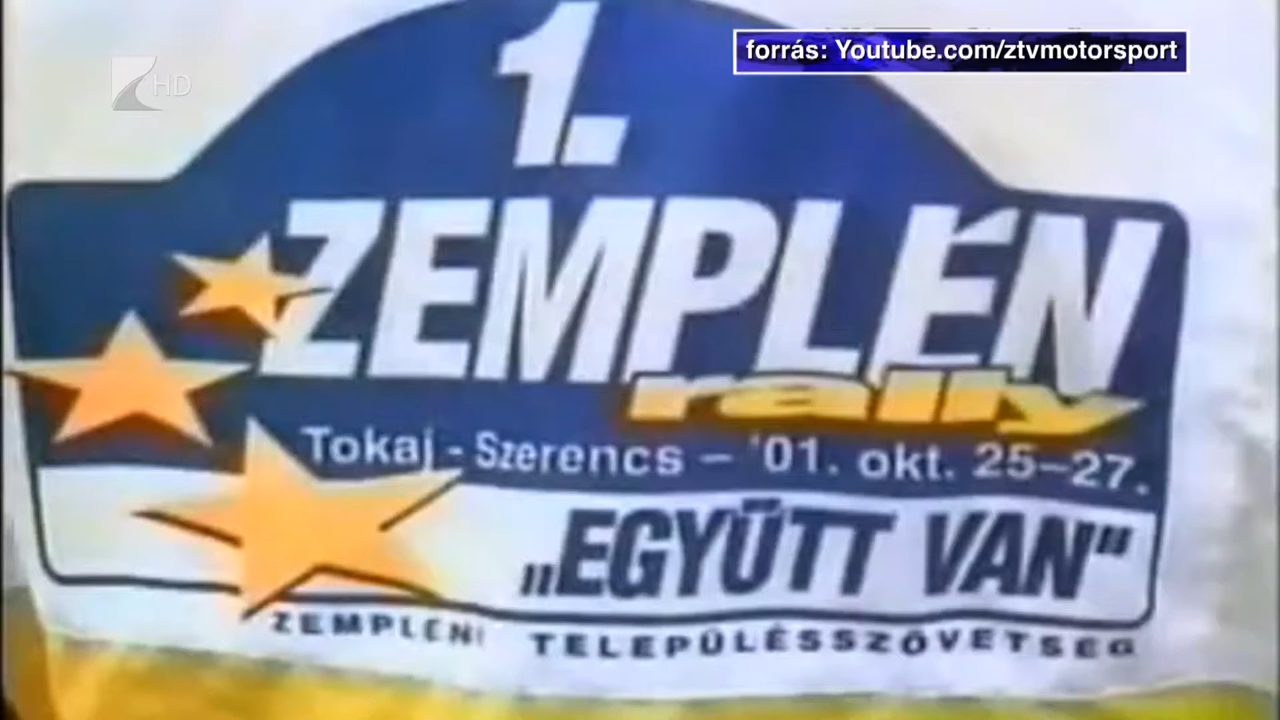 forrás: Youtube.com/ztvmotorsport
HD
1.
ZEMPLÉN
rally
Tokaj - Szerencs – '01. okt. 25–27.
„EGYÜTT VAN"
ZEMPLÉNI TELEPÜLÉSSZÖVETSÉG